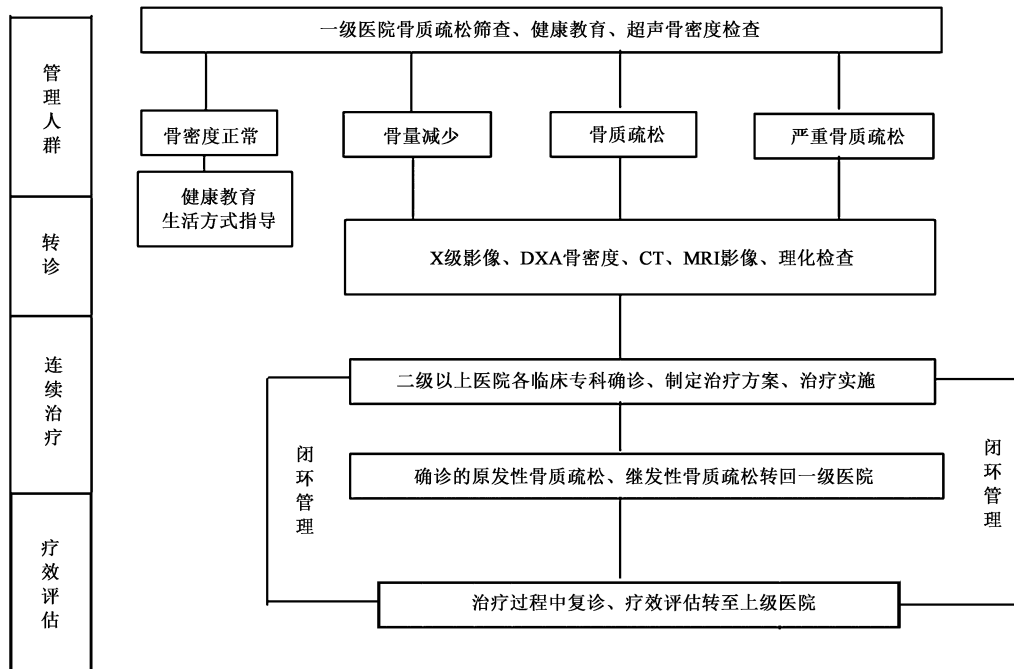 一级医院骨质疏松筛查、健康教育、超声骨密度检查
管理人群
骨密度正常
骨量减少
骨质疏松
严重骨质疏松
健康教育
生活方式指导
转诊
X级影像、DXA骨密度、CT、MRI影像、理化检查
连续治疗
二级以上医院各临床专科确诊、制定治疗方案、治疗实施
闭环管理
确诊的原发性骨质疏松、继发性骨质疏松转回一级医院
闭环管理
疗效评估
治疗过程中复诊、疗效评估转至上级医院